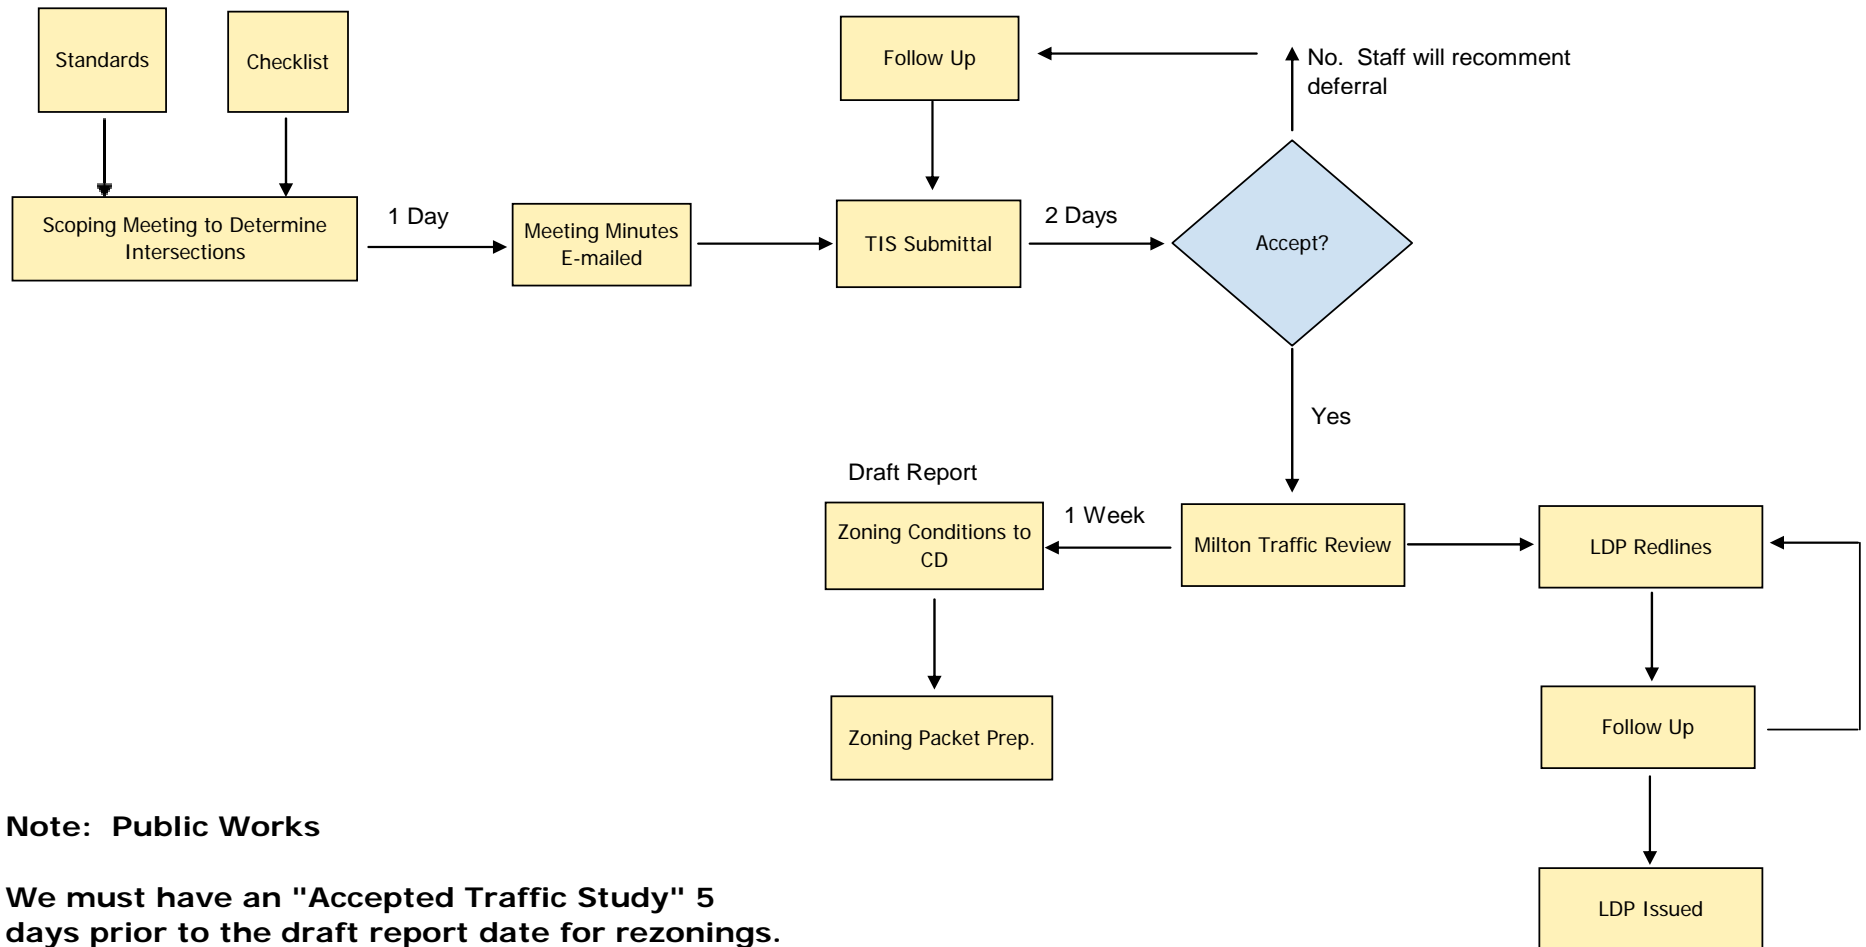 Standards
Checklist
Follow Up
No. Staff will recomment
deferral
Scoping Meeting to Determine
Intersections
1 Day
Meeting Minutes
E-mailed
TIS Submittal
2 Days
Accept?
Yes
Draft Report
Zoning Conditions to
CD
1 Week
Milton Traffic Review
LDP Redlines
Zoning Packet Prep.
Follow Up
LDP Issued
Note: Public Works
We must have an "Accepted Traffic Study" 5
days prior to the draft report date for rezonings.